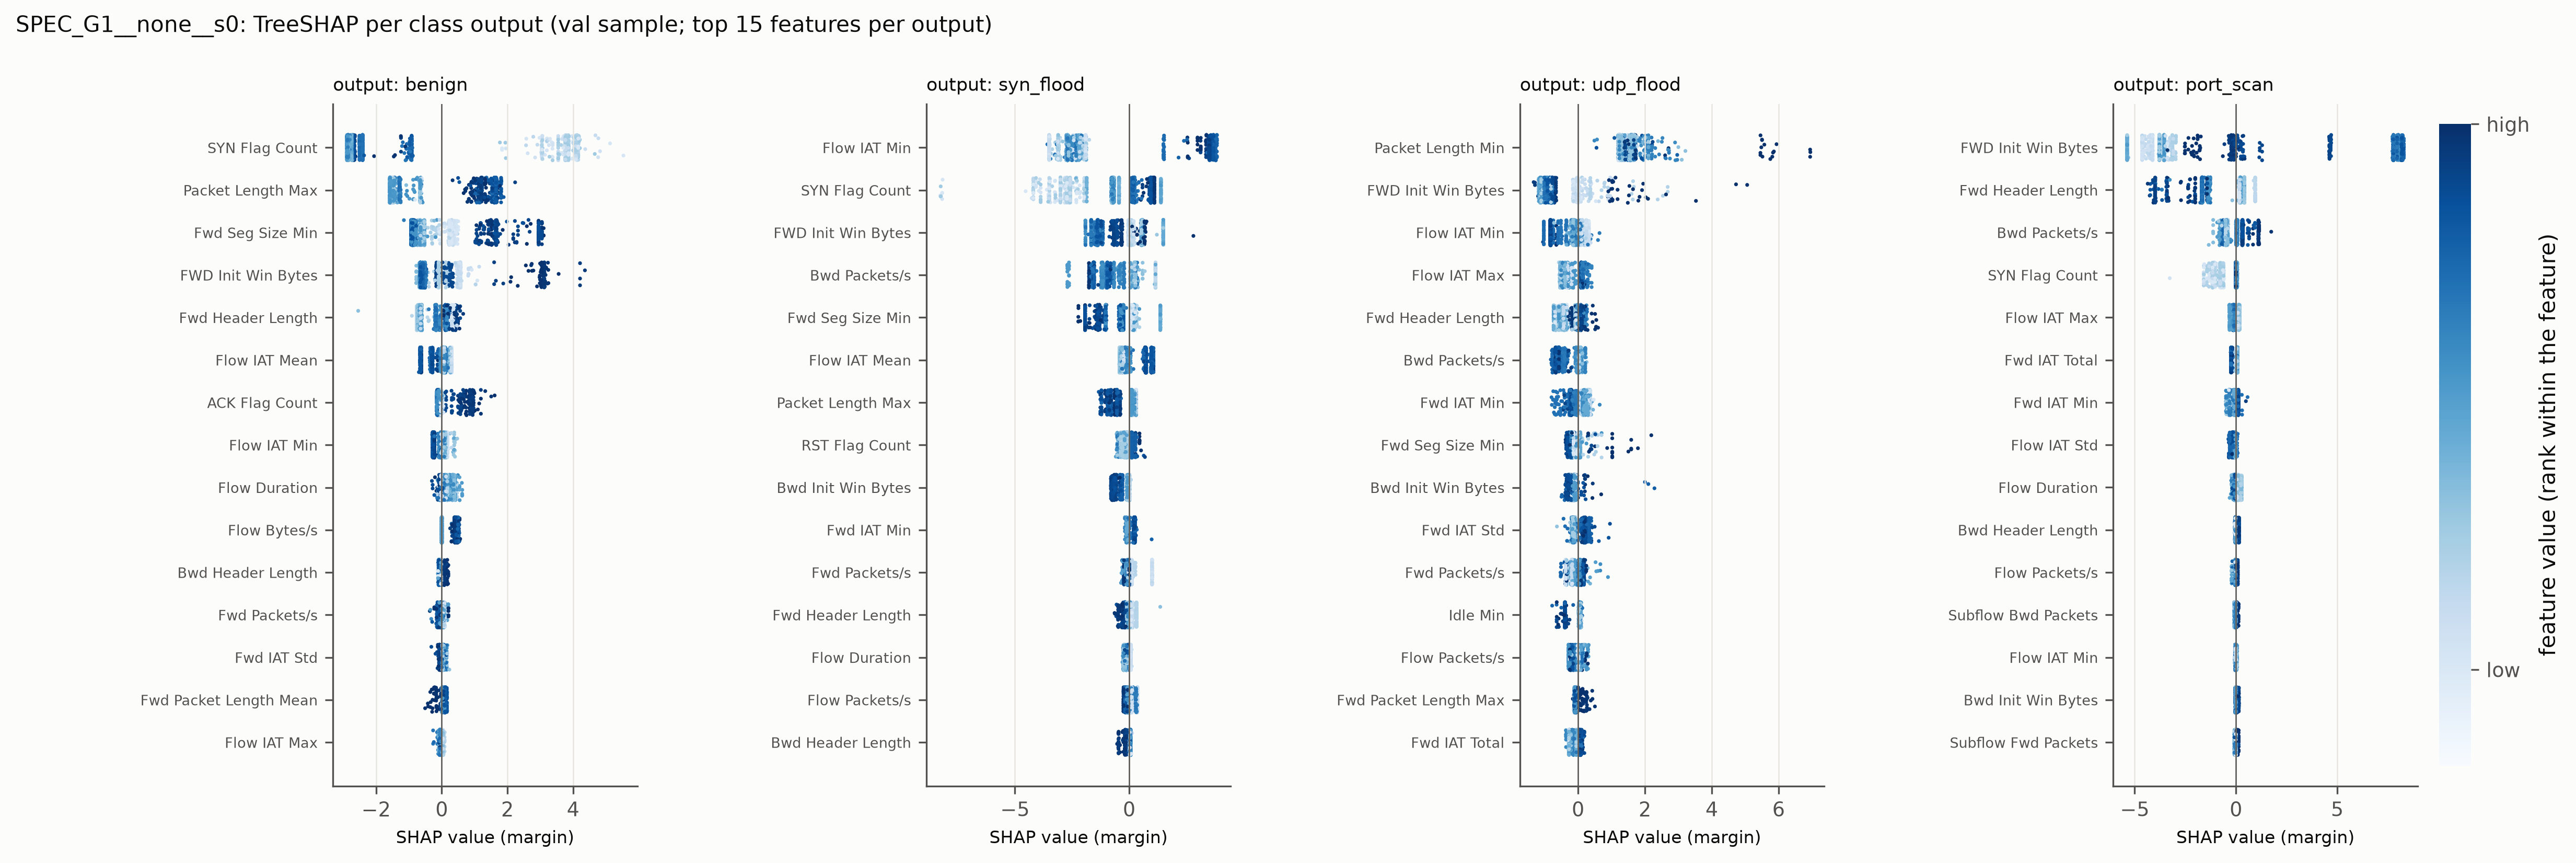 SPEC_G1__none__s0: TreeSHAP per class output (val sample; top 15 features per output)
output: benign
SYN Flag Count
Packet Length Max
Fwd Seg Size Min
FWD Init Win Bytes
Fwd Header Length
Flow IAT Mean
ACK Flag Count
Flow IAT Min
Flow Duration
Flow Bytes/s
Bwd Header Length
Fwd Packets/s
Fwd IAT Std
Fwd Packet Length Mean
Flow IAT Max
−2 0 2 4
SHAP value (margin)
output: syn_flood
Flow IAT Min
SYN Flag Count
FWD Init Win Bytes
Bwd Packets/s
Fwd Seg Size Min
Flow IAT Mean
Packet Length Max
RST Flag Count
Bwd Init Win Bytes
Fwd IAT Min
Fwd Packets/s
Fwd Header Length
Flow Duration
Flow Packets/s
Bwd Header Length
−5 0
SHAP value (margin)
output: udp_flood
Packet Length Min
FWD Init Win Bytes
Flow IAT Min
Flow IAT Max
Fwd Header Length
Bwd Packets/s
Fwd IAT Min
Fwd Seg Size Min
Bwd Init Win Bytes
Fwd IAT Std
Fwd Packets/s
Idle Min
Flow Packets/s
Fwd Packet Length Max
Fwd IAT Total
0 2 4 6
SHAP value (margin)
output: port_scan
FWD Init Win Bytes
Fwd Header Length
Bwd Packets/s
SYN Flag Count
Flow IAT Max
Fwd IAT Total
Fwd IAT Min
Flow IAT Std
Flow Duration
Bwd Header Length
Flow Packets/s
Subflow Bwd Packets
Flow IAT Min
Bwd Init Win Bytes
Subflow Fwd Packets
−5 0 5
SHAP value (margin)
high
low
feature value (rank within the feature)